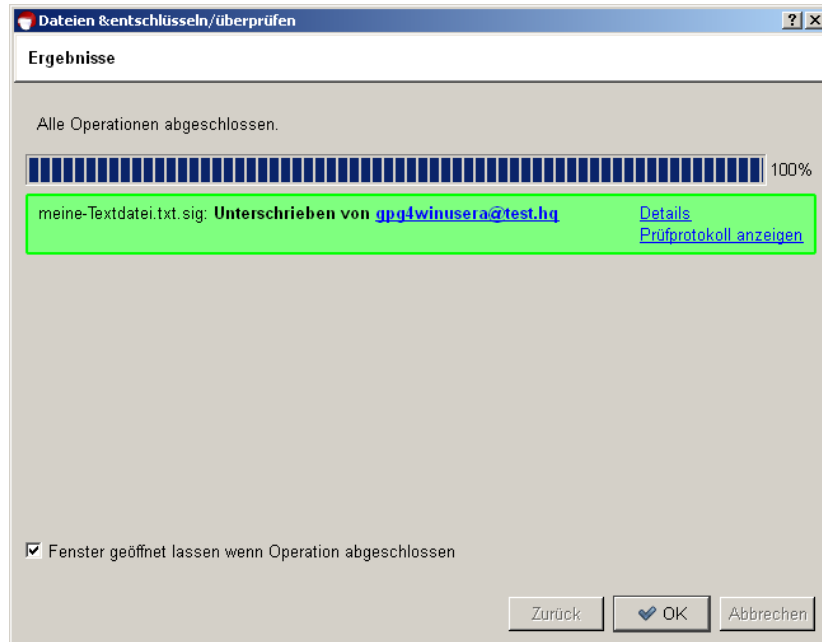 Dateien &entschlüsseln/überprüfen
Ergebnisse
Alle Operationen abgeschlossen.
100%
meine-Textdatei.txt.sig: Unterschrieben von gpg4winusera@test.hq Details
Prüfprotokoll anzeigen
Fenster geöffnet lassen wenn Operation abgeschlossen
Zurück OK Abbrechen